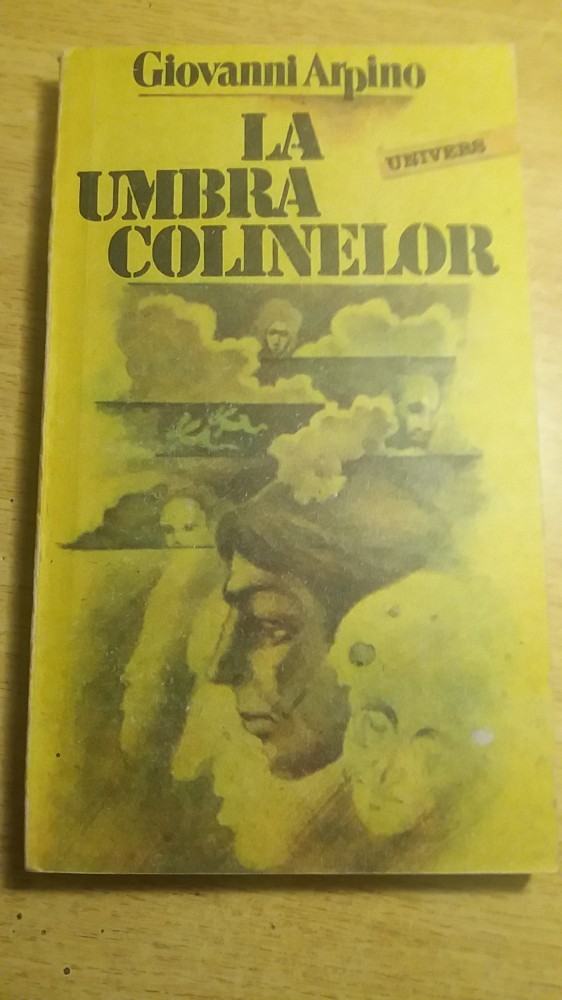 Giovanni Arpino
LA
UMBRA
COLINELOR
UNIVERS